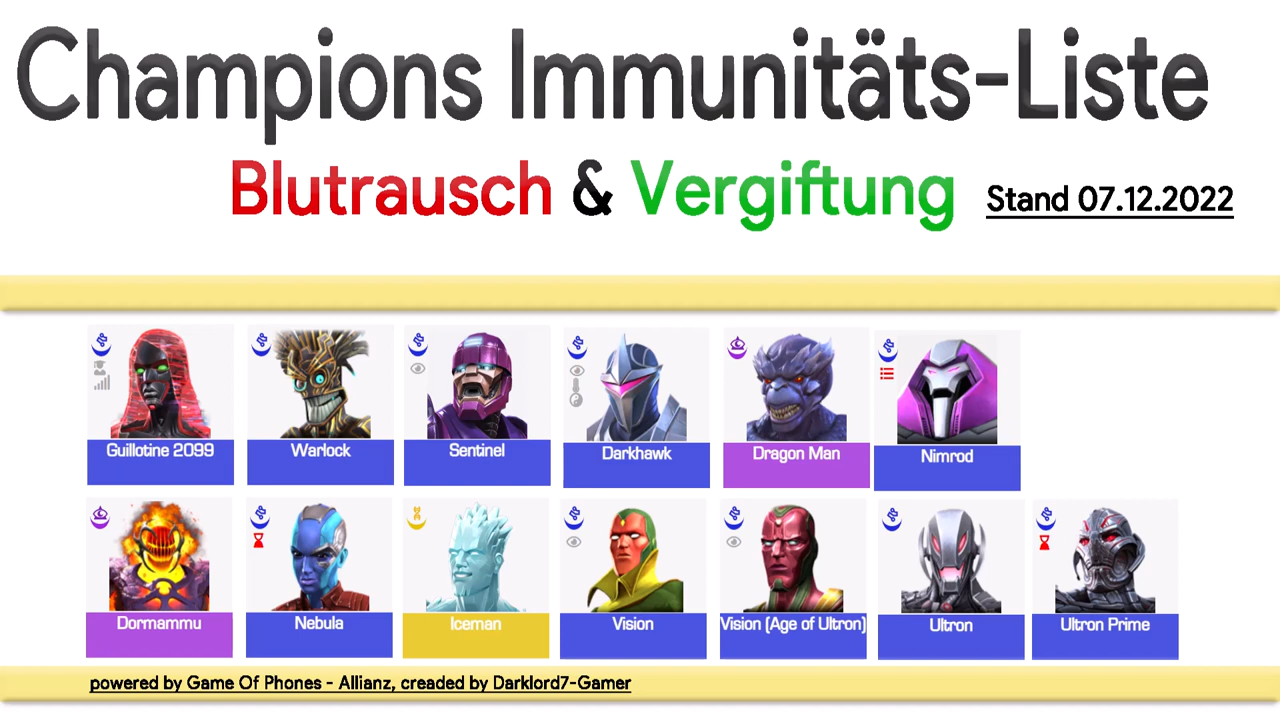 Champions Immunitäts-Liste
Blutrausch & Vergiftung Stand 07.12.2022
Guillotine 2099 Warlock Sentinel Darkhawk Dragon Man Nimrod
Dormammu Nebula Iceman Vision Vision (Age of Ultron) Ultron Ultron Prime
powered by Game Of Phones - Allianz, creaded by Darklord7-Gamer